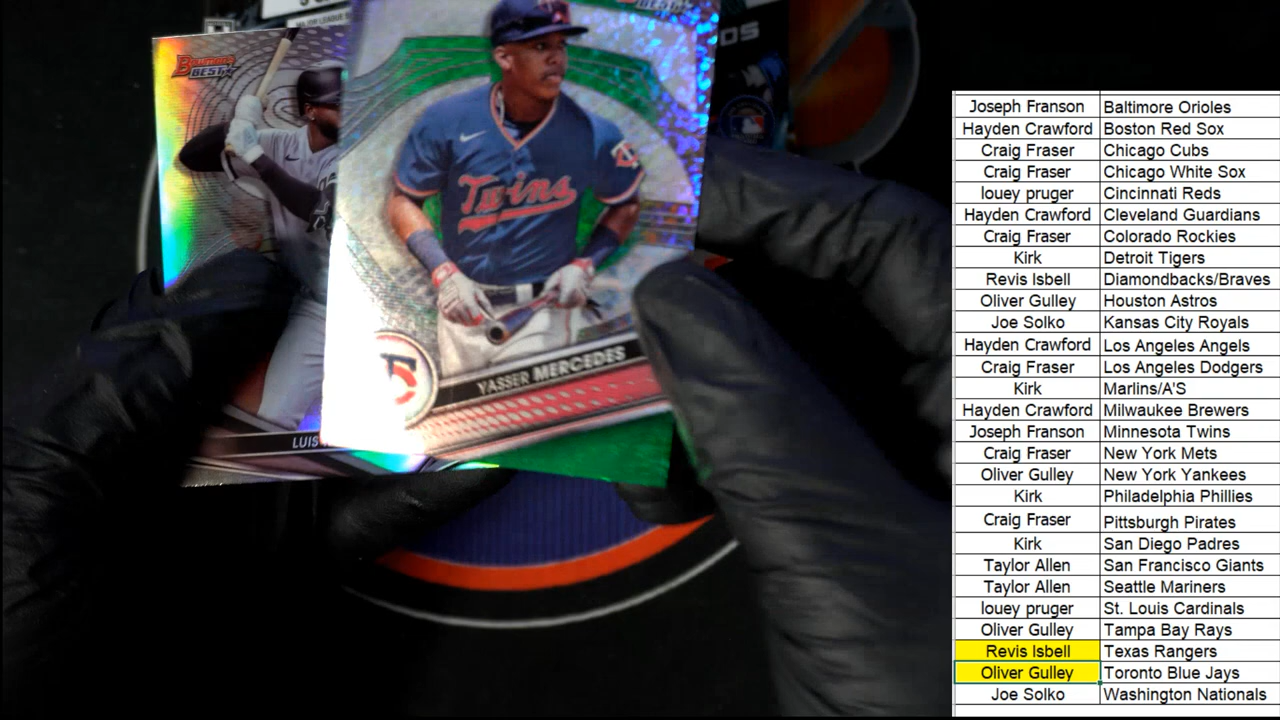 BOWMAN'S
BEST
LUIS
Twins
YASSER MERCEDES
Joseph Franson Baltimore Orioles
Hayden Crawford Boston Red Sox
Craig Fraser Chicago Cubs
Craig Fraser Chicago White Sox
louey pruger Cincinnati Reds
Hayden Crawford Cleveland Guardians
Craig Fraser Colorado Rockies
Kirk Detroit Tigers
Revis Isbell Diamondbacks/Braves
Oliver Gulley Houston Astros
Joe Solko Kansas City Royals
Hayden Crawford Los Angeles Angels
Craig Fraser Los Angeles Dodgers
Kirk Marlins/A'S
Hayden Crawford Milwaukee Brewers
Joseph Franson Minnesota Twins
Craig Fraser New York Mets
Oliver Gulley New York Yankees
Kirk Philadelphia Phillies
Craig Fraser Pittsburgh Pirates
Kirk San Diego Padres
Taylor Allen San Francisco Giants
Taylor Allen Seattle Mariners
louey pruger St. Louis Cardinals
Oliver Gulley Tampa Bay Rays
Revis Isbell Texas Rangers
Oliver Gulley Toronto Blue Jays
Joe Solko Washington Nationals